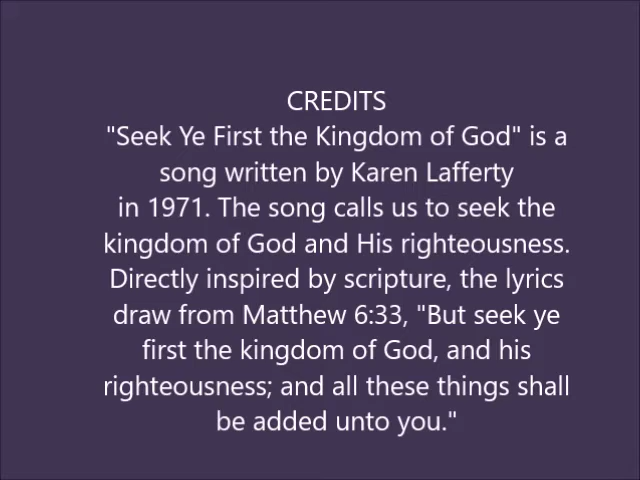 CREDITS
"Seek Ye First the Kingdom of God" is a
song written by Karen Lafferty
in 1971. The song calls us to seek the
kingdom of God and His righteousness.
Directly inspired by scripture, the lyrics
draw from Matthew 6:33, "But seek ye
first the kingdom of God, and his
righteousness; and all these things shall
be added unto you."